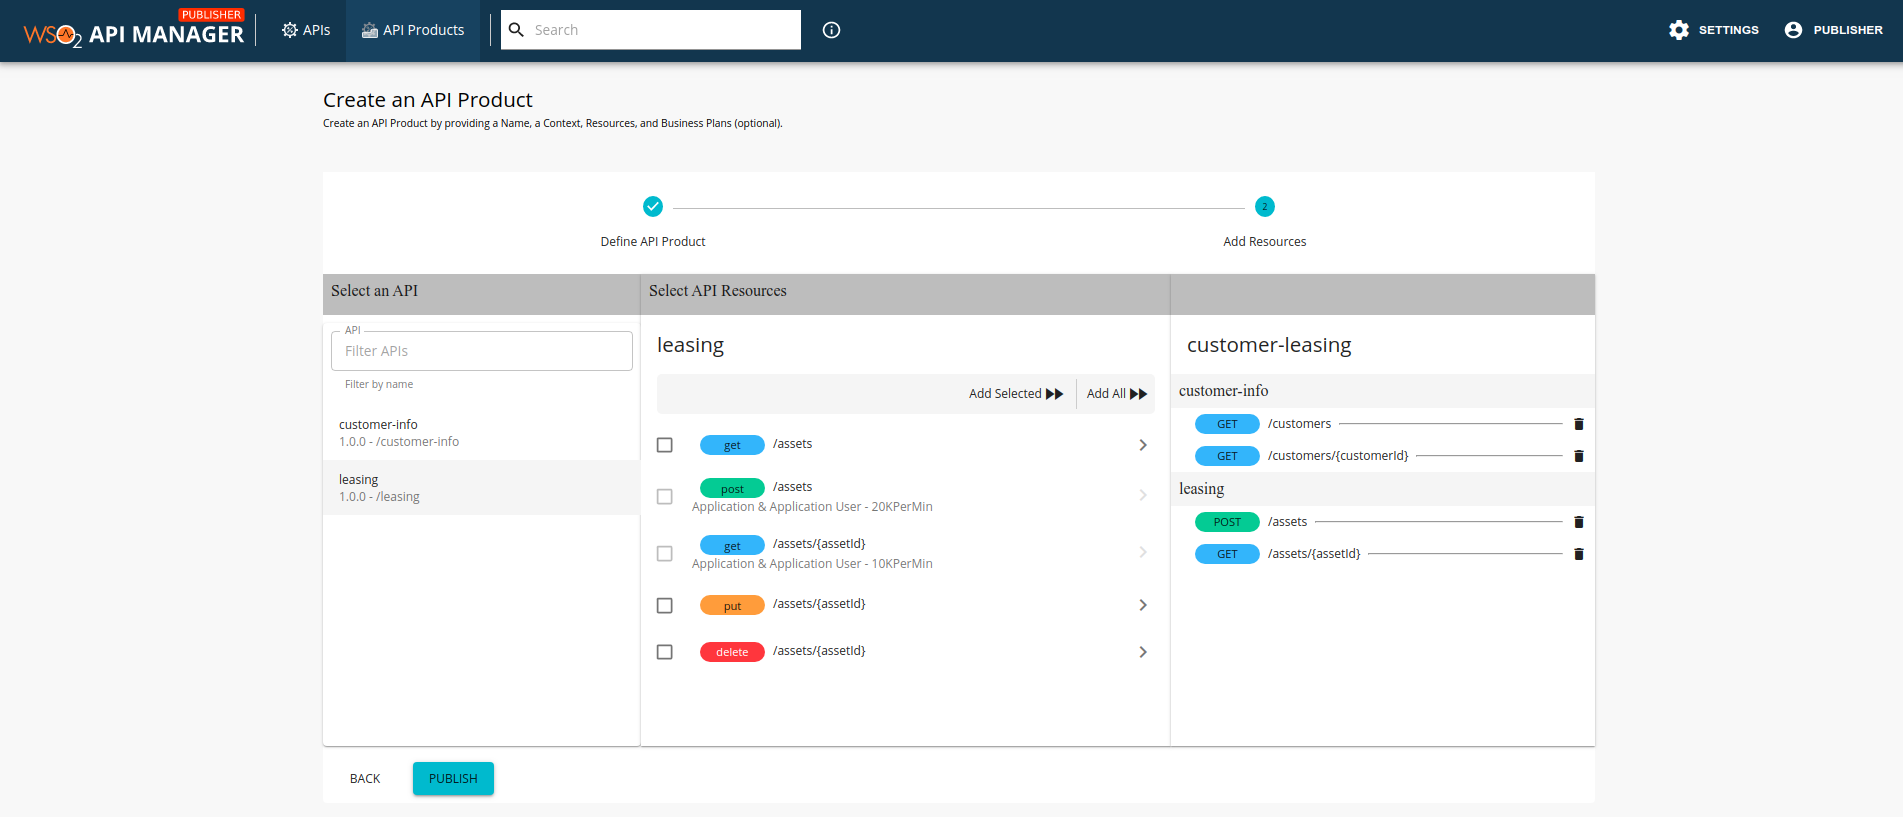 PUBLISHER
WSO2 API MANAGER
APIs
API Products
Search
SETTINGS
PUBLISHER
Create an API Product
Create an API Product by providing a Name, a Context, Resources, and Business Plans (optional).
2
Define API Product
Add Resources
Select an API
Select API Resources
API
Filter APIs
Filter by name
customer-info
1.0.0 - /customer-info
leasing
1.0.0 - /leasing
leasing
Add Selected
Add All
get /assets
post /assets
Application & Application User - 20KPerMin
get /assets/{assetId}
Application & Application User - 10KPerMin
put /assets/{assetId}
delete /assets/{assetId}
customer-leasing
customer-info
GET /customers
GET /customers/{customerId}
leasing
POST /assets
GET /assets/{assetId}
BACK
PUBLISH